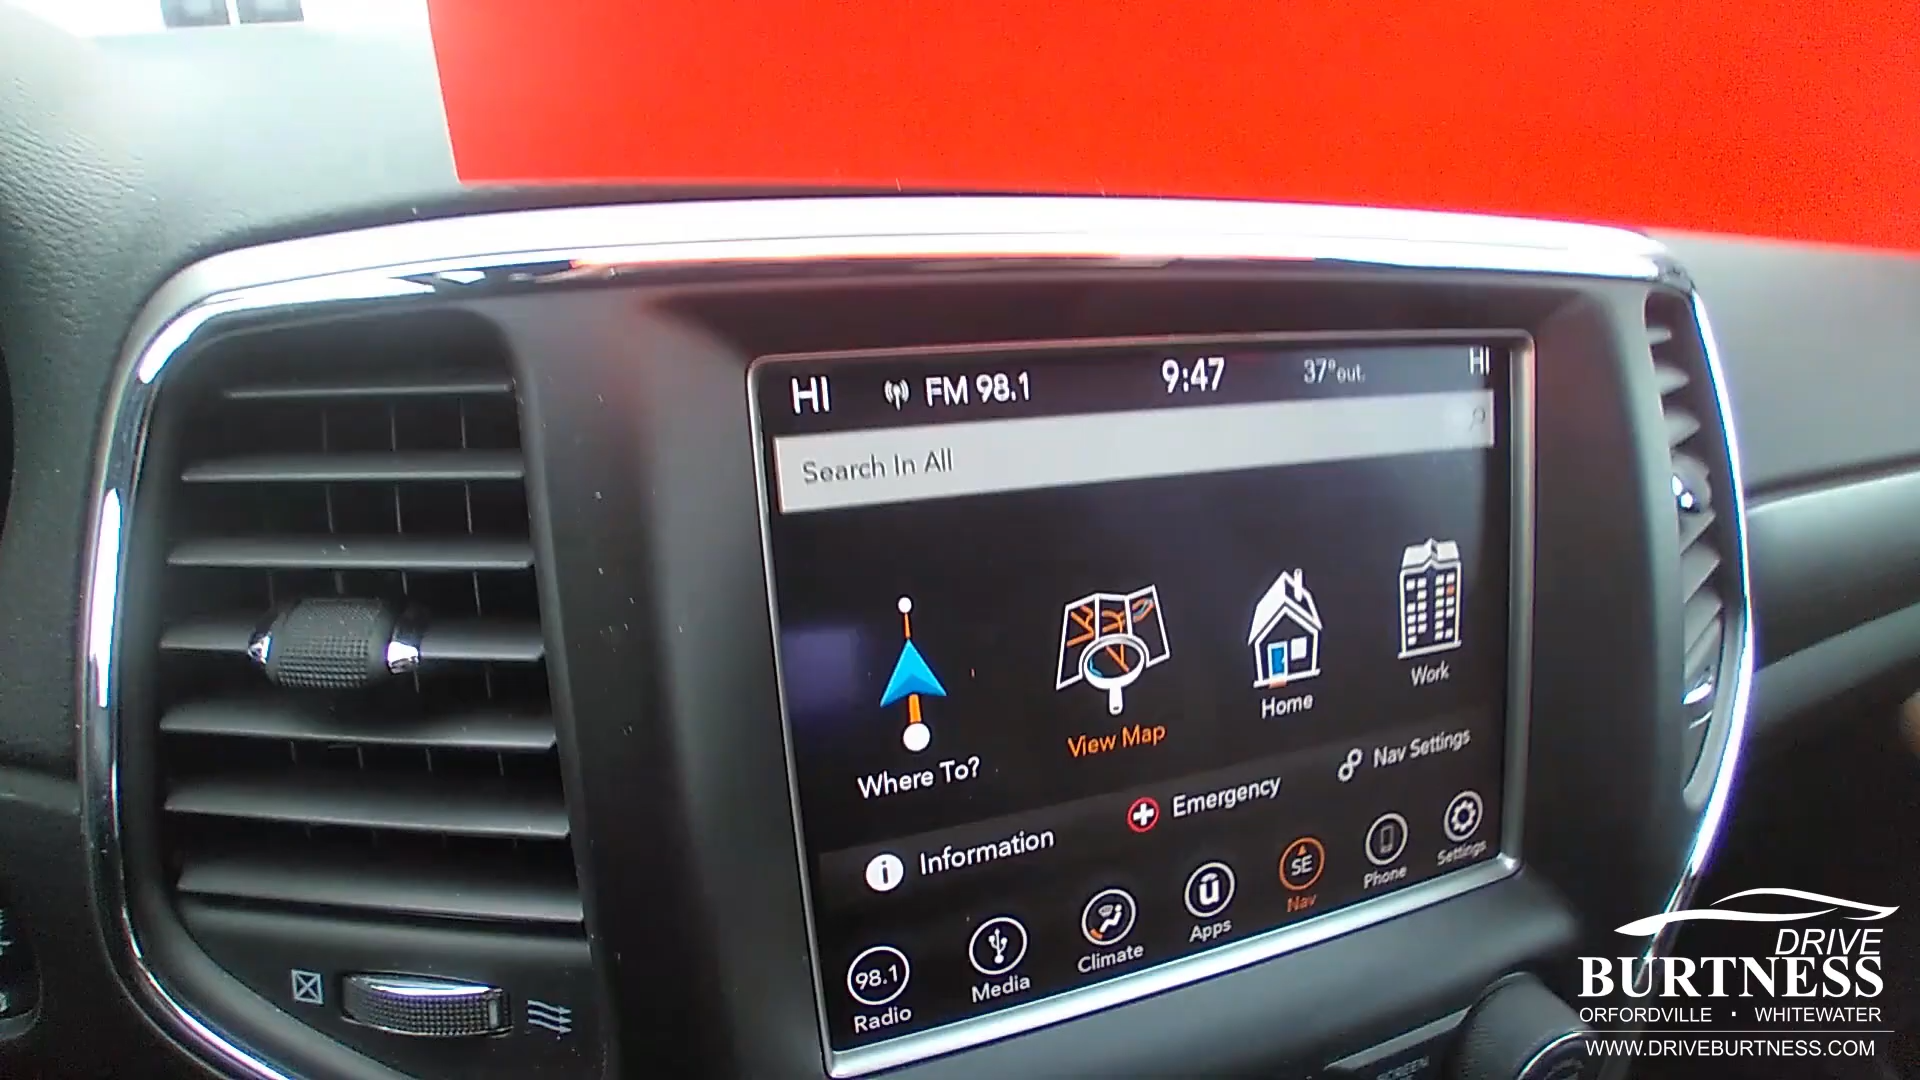 HI FM 98.1 9:47 37°out. HI
Search In All
Where To? View Map Home Work
Information Emergency Nav Settings
98.1 SE
Radio Media Climate Apps Nav Phone Settings
SCREEN
DRIVE
BURTNESS
ORFORDVILLE · WHITEWATER
WWW.DRIVEBURTNESS.COM